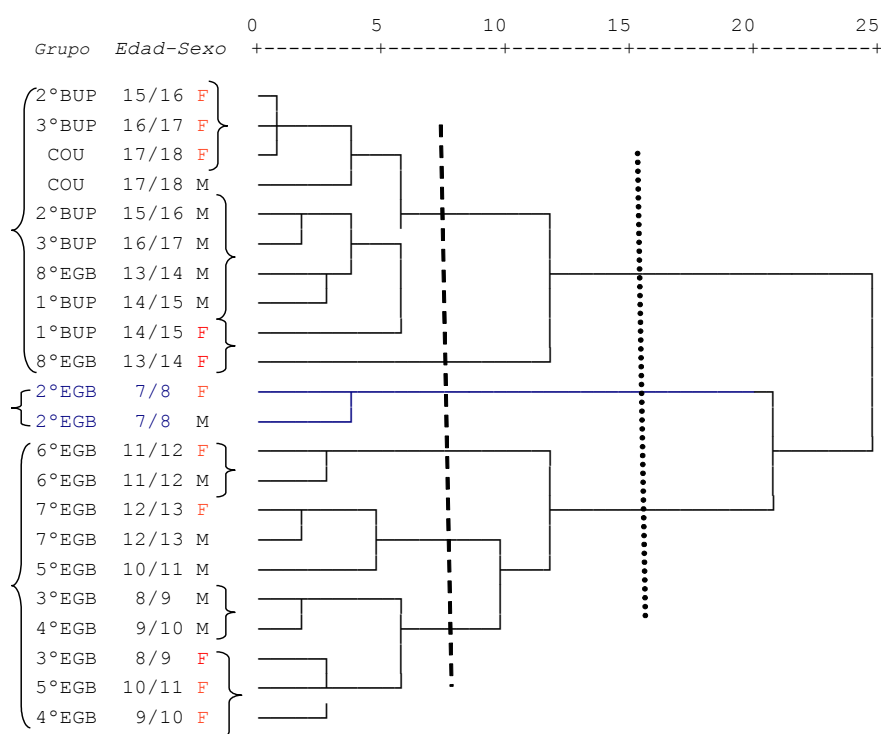 0 5 10 15 20 25
Grupo Edad-Sexo +---------+---------+---------+---------+---------+
2°BUP 15/16 F
3°BUP 16/17 F
COU 17/18 F
COU 17/18 M
2°BUP 15/16 M
3°BUP 16/17 M
8°EGB 13/14 M
1°BUP 14/15 M
1°BUP 14/15 F
8°EGB 13/14 F
2°EGB 7/8 F
2°EGB 7/8 M
6°EGB 11/12 F
6°EGB 11/12 M
7°EGB 12/13 F
7°EGB 12/13 M
5°EGB 10/11 M
3°EGB 8/9 M
4°EGB 9/10 M
3°EGB 8/9 F
5°EGB 10/11 F
4°EGB 9/10 F